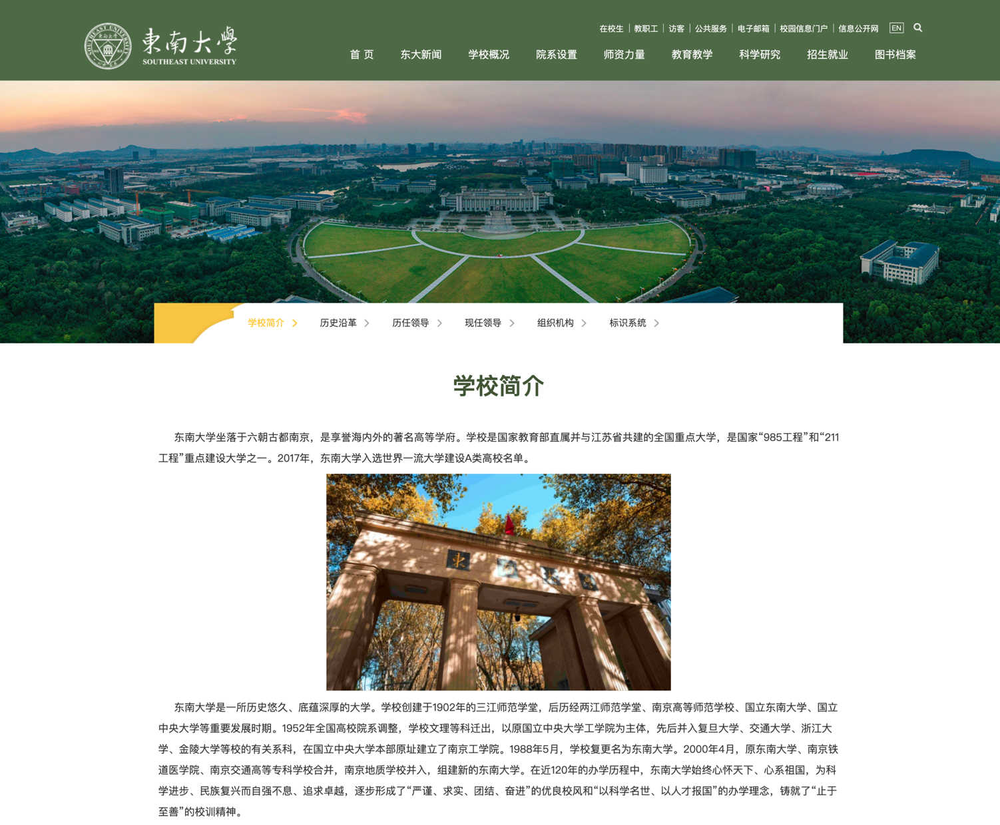 東南大學
SOUTHEAST UNIVERSITY
在校生 教职工 访客 公共服务 电子邮箱 校园信息门户 信息公开网 EN
首 页 东大新闻 学校概况 院系设置 师资力量 教育教学 科学研究 招生就业 图书档案
学校简介 历史沿革 历任领导 现任领导 组织机构 标识系统
学校简介
东南大学坐落于六朝古都南京，是享誉海内外的著名高等学府。学校是国家教育部直属并与江苏省共建的全国重点大学，是国家“985工程”和“211
工程”重点建设大学之一。2017年，东南大学入选世界一流大学建设A类高校名单。
東
东南大学是一所历史悠久、底蕴深厚的大学。学校创建于1902年的三江师范学堂，后历经两江师范学堂、南京高等师范学校、国立东南大学、国立
中央大学等重要发展时期。1952年全国高校院系调整，学校文理等科迁出，以原国立中央大学工学院为主体，先后并入复旦大学、交通大学、浙江大
学、金陵大学等校的有关系科，在国立中央大学本部原址建立了南京工学院。1988年5月，学校复更名为东南大学。2000年4月，原东南大学、南京铁
道医学院、南京交通高等专科学校合并，南京地质学校并入，组建新的东南大学。在近120年的办学历程中，东南大学始终心怀天下、心系祖国，为科
学进步、民族复兴而自强不息、追求卓越，逐步形成了“严谨、求实、团结、奋进”的优良校风和“以科学名世、以人才报国”的办学理念，铸就了“止于
至善”的校训精神。